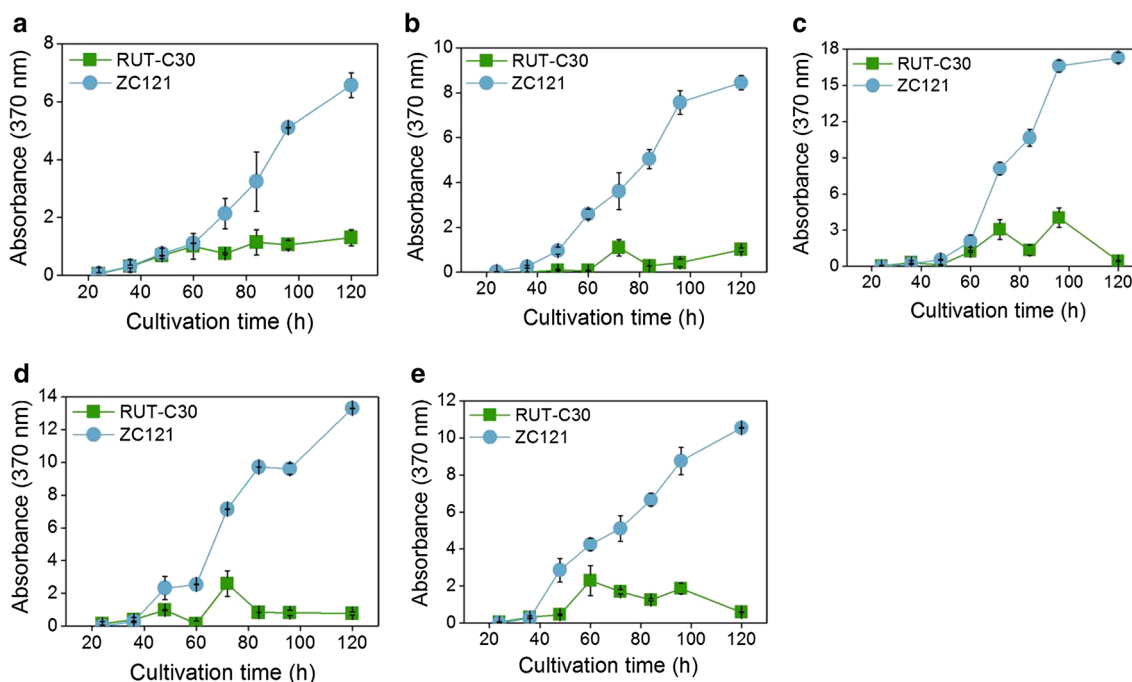 a
8
6
4
2
0
RUT-C30
ZC121
20 40 60 80 100 120
Cultivation time (h)
Absorbance (370 nm)
b
10
8
6
4
2
0
RUT-C30
ZC121
20 40 60 80 100 120
Cultivation time (h)
Absorbance (370 nm)
c
18
15
12
9
6
3
0
RUT-C30
ZC121
20 40 60 80 100 120
Cultivation time (h)
Absorbance (370 nm)
d
14
12
10
8
6
4
2
0
RUT-C30
ZC121
20 40 60 80 100 120
Cultivation time (h)
Absorbance (370 nm)
e
12
10
8
6
4
2
0
RUT-C30
ZC121
20 40 60 80 100 120
Cultivation time (h)
Absorbance (370 nm)